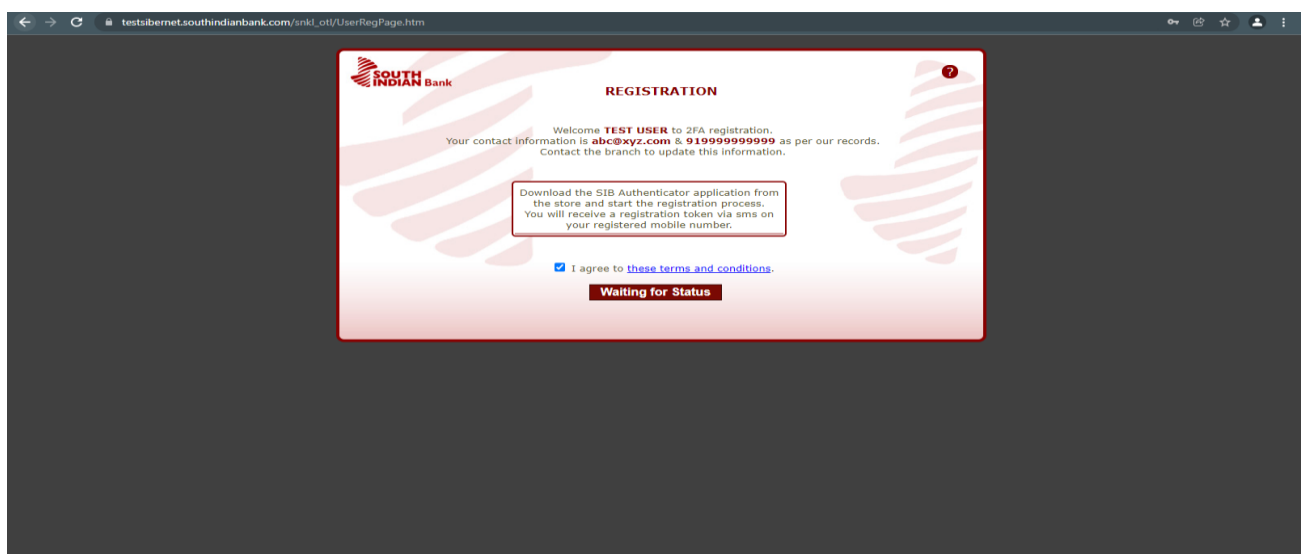 testsibernet.southindianbank.com/snkl_otl/UserRegPage.htm
SOUTH
INDIAN Bank
?
REGISTRATION
Welcome TEST USER to 2FA registration.
Your contact information is abc@xyz.com & 919999999999 as per our records.
Contact the branch to update this information.
Download the SIB Authenticator application from
the store and start the registration process.
You will receive a registration token via sms on
your registered mobile number.
I agree to these terms and conditions.
Waiting for Status